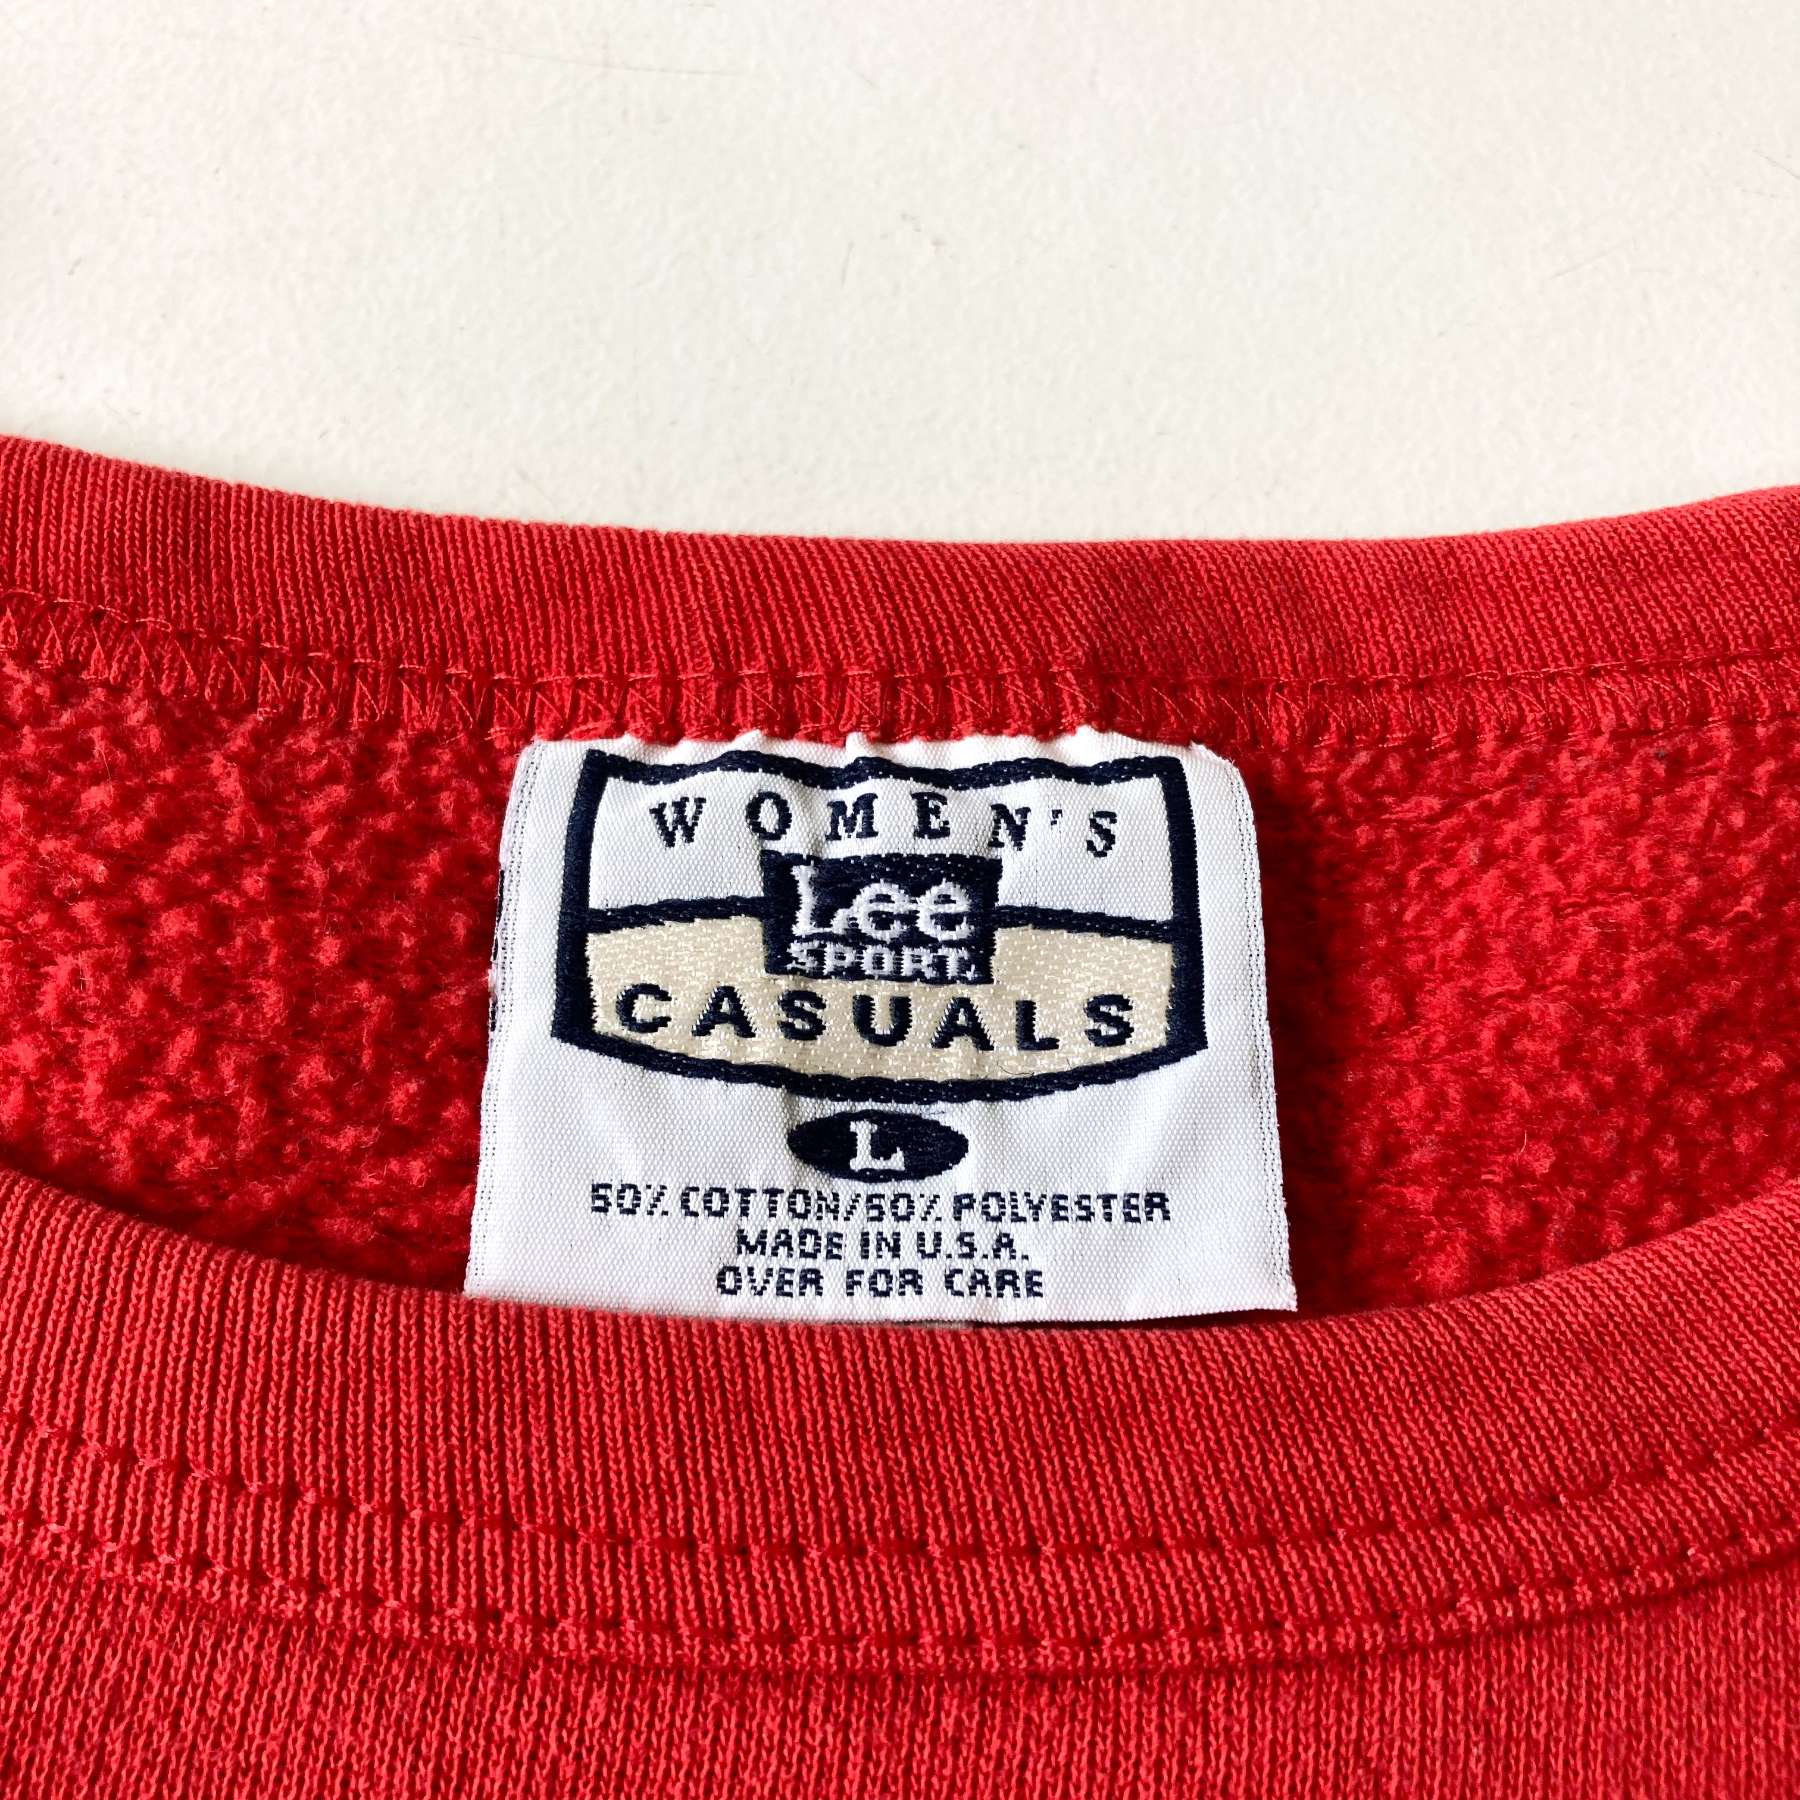 WOMEN'S
Lee
SPORT
CASUALS
L
50% COTTON/50% POLYESTER
MADE IN U.S.A.
OVER FOR CARE